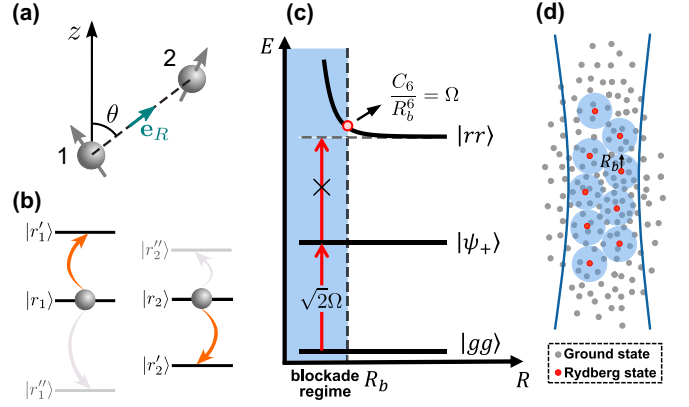 (a)
z
2
θ
e_R
1
(b)
|r'_1⟩
|r_1⟩
|r''_1⟩
|r''_2⟩
|r_2⟩
|r'_2⟩
(c)
E
C_6/R_b^6 = Ω
|rr⟩
|ψ_+⟩
√2Ω
|gg⟩
blockade
regime
R_b
R
(d)
R_b
Ground state
Rydberg state